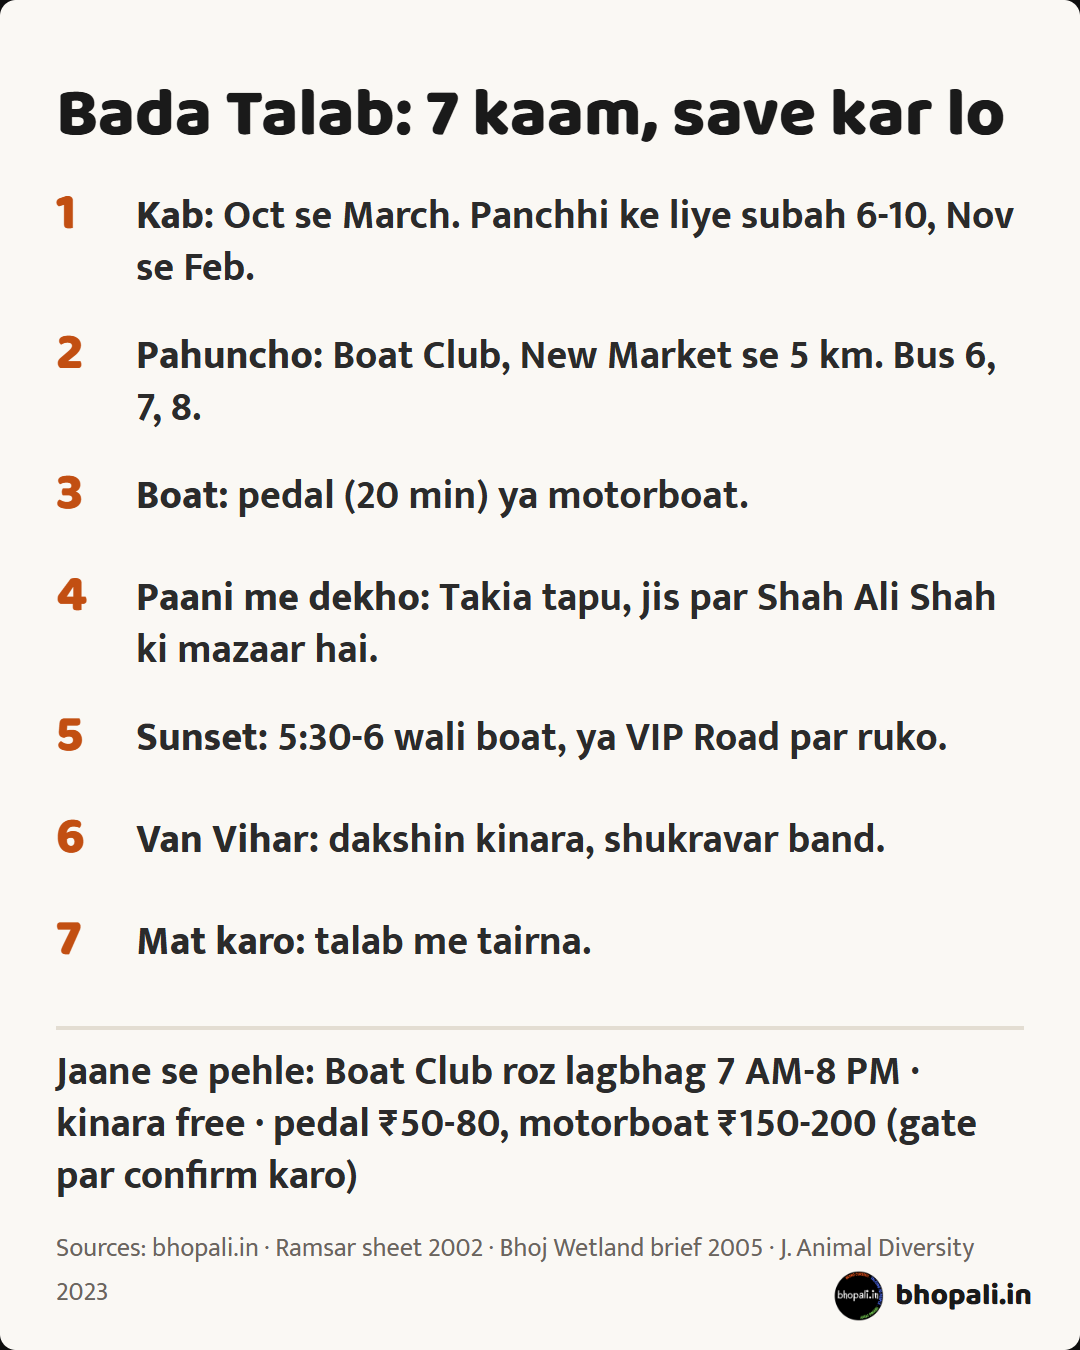 Bada Talab: 7 kaam, save kar lo
1 Kab: Oct se March. Panchhi ke liye subah 6-10, Nov
se Feb.
2 Pahuncho: Boat Club, New Market se 5 km. Bus 6,
7, 8.
3 Boat: pedal (20 min) ya motorboat.
4 Paani me dekho: Takia tapu, jis par Shah Ali Shah
ki mazaar hai.
5 Sunset: 5:30-6 wali boat, ya VIP Road par ruko.
6 Van Vihar: dakshin kinara, shukravar band.
7 Mat karo: talab me tairna.
Jaane se pehle: Boat Club roz lagbhag 7 AM-8 PM ·
kinara free · pedal ₹50-80, motorboat ₹150-200 (gate
par confirm karo)
Sources: bhopali.in · Ramsar sheet 2002 · Bhoj Wetland brief 2005 · J. Animal Diversity
2023
bhopali.in
bhopali.in